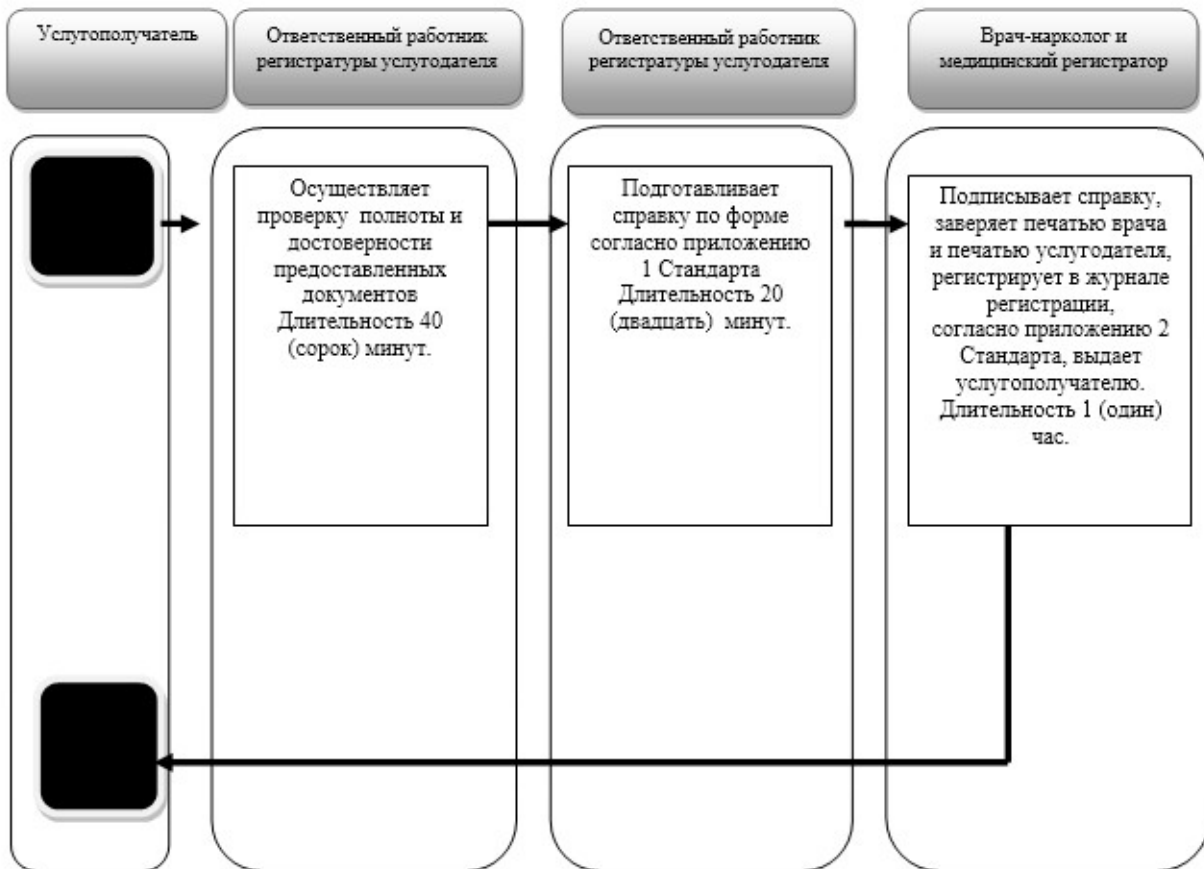 Услугополучатель
Ответственный работник
регистратуры услугодателя
Ответственный работник
регистратуры услугодателя
Врач-нарколог и
медицинский регистратор
Осуществляет
проверку полноты и
достоверности
предоставленных
документов
Длительность 40
(сорок) минут.
Подготавливает
справку по форме
согласно приложению
1 Стандарта
Длительность 20
(двадцать) минут.
Подписывает справку,
заверяет печатью врача
и печатью услугодателя,
регистрирует в журнале
регистрации,
согласно приложению 2
Стандарта, выдает
услугополучателю.
Длительность 1 (один)
час.